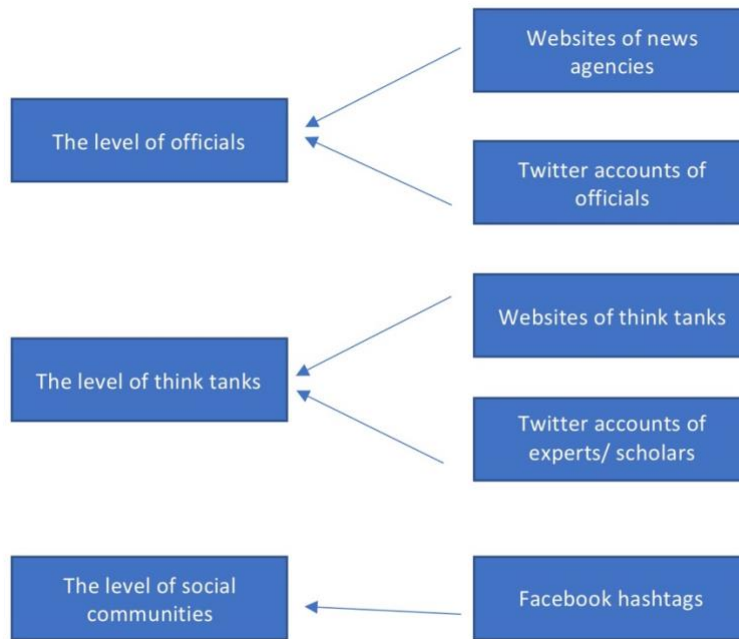 Websites of news
agencies
The level of officials
Twitter accounts of
officials
Websites of think tanks
The level of think tanks
Twitter accounts of
experts/ scholars
The level of social
communities
Facebook hashtags